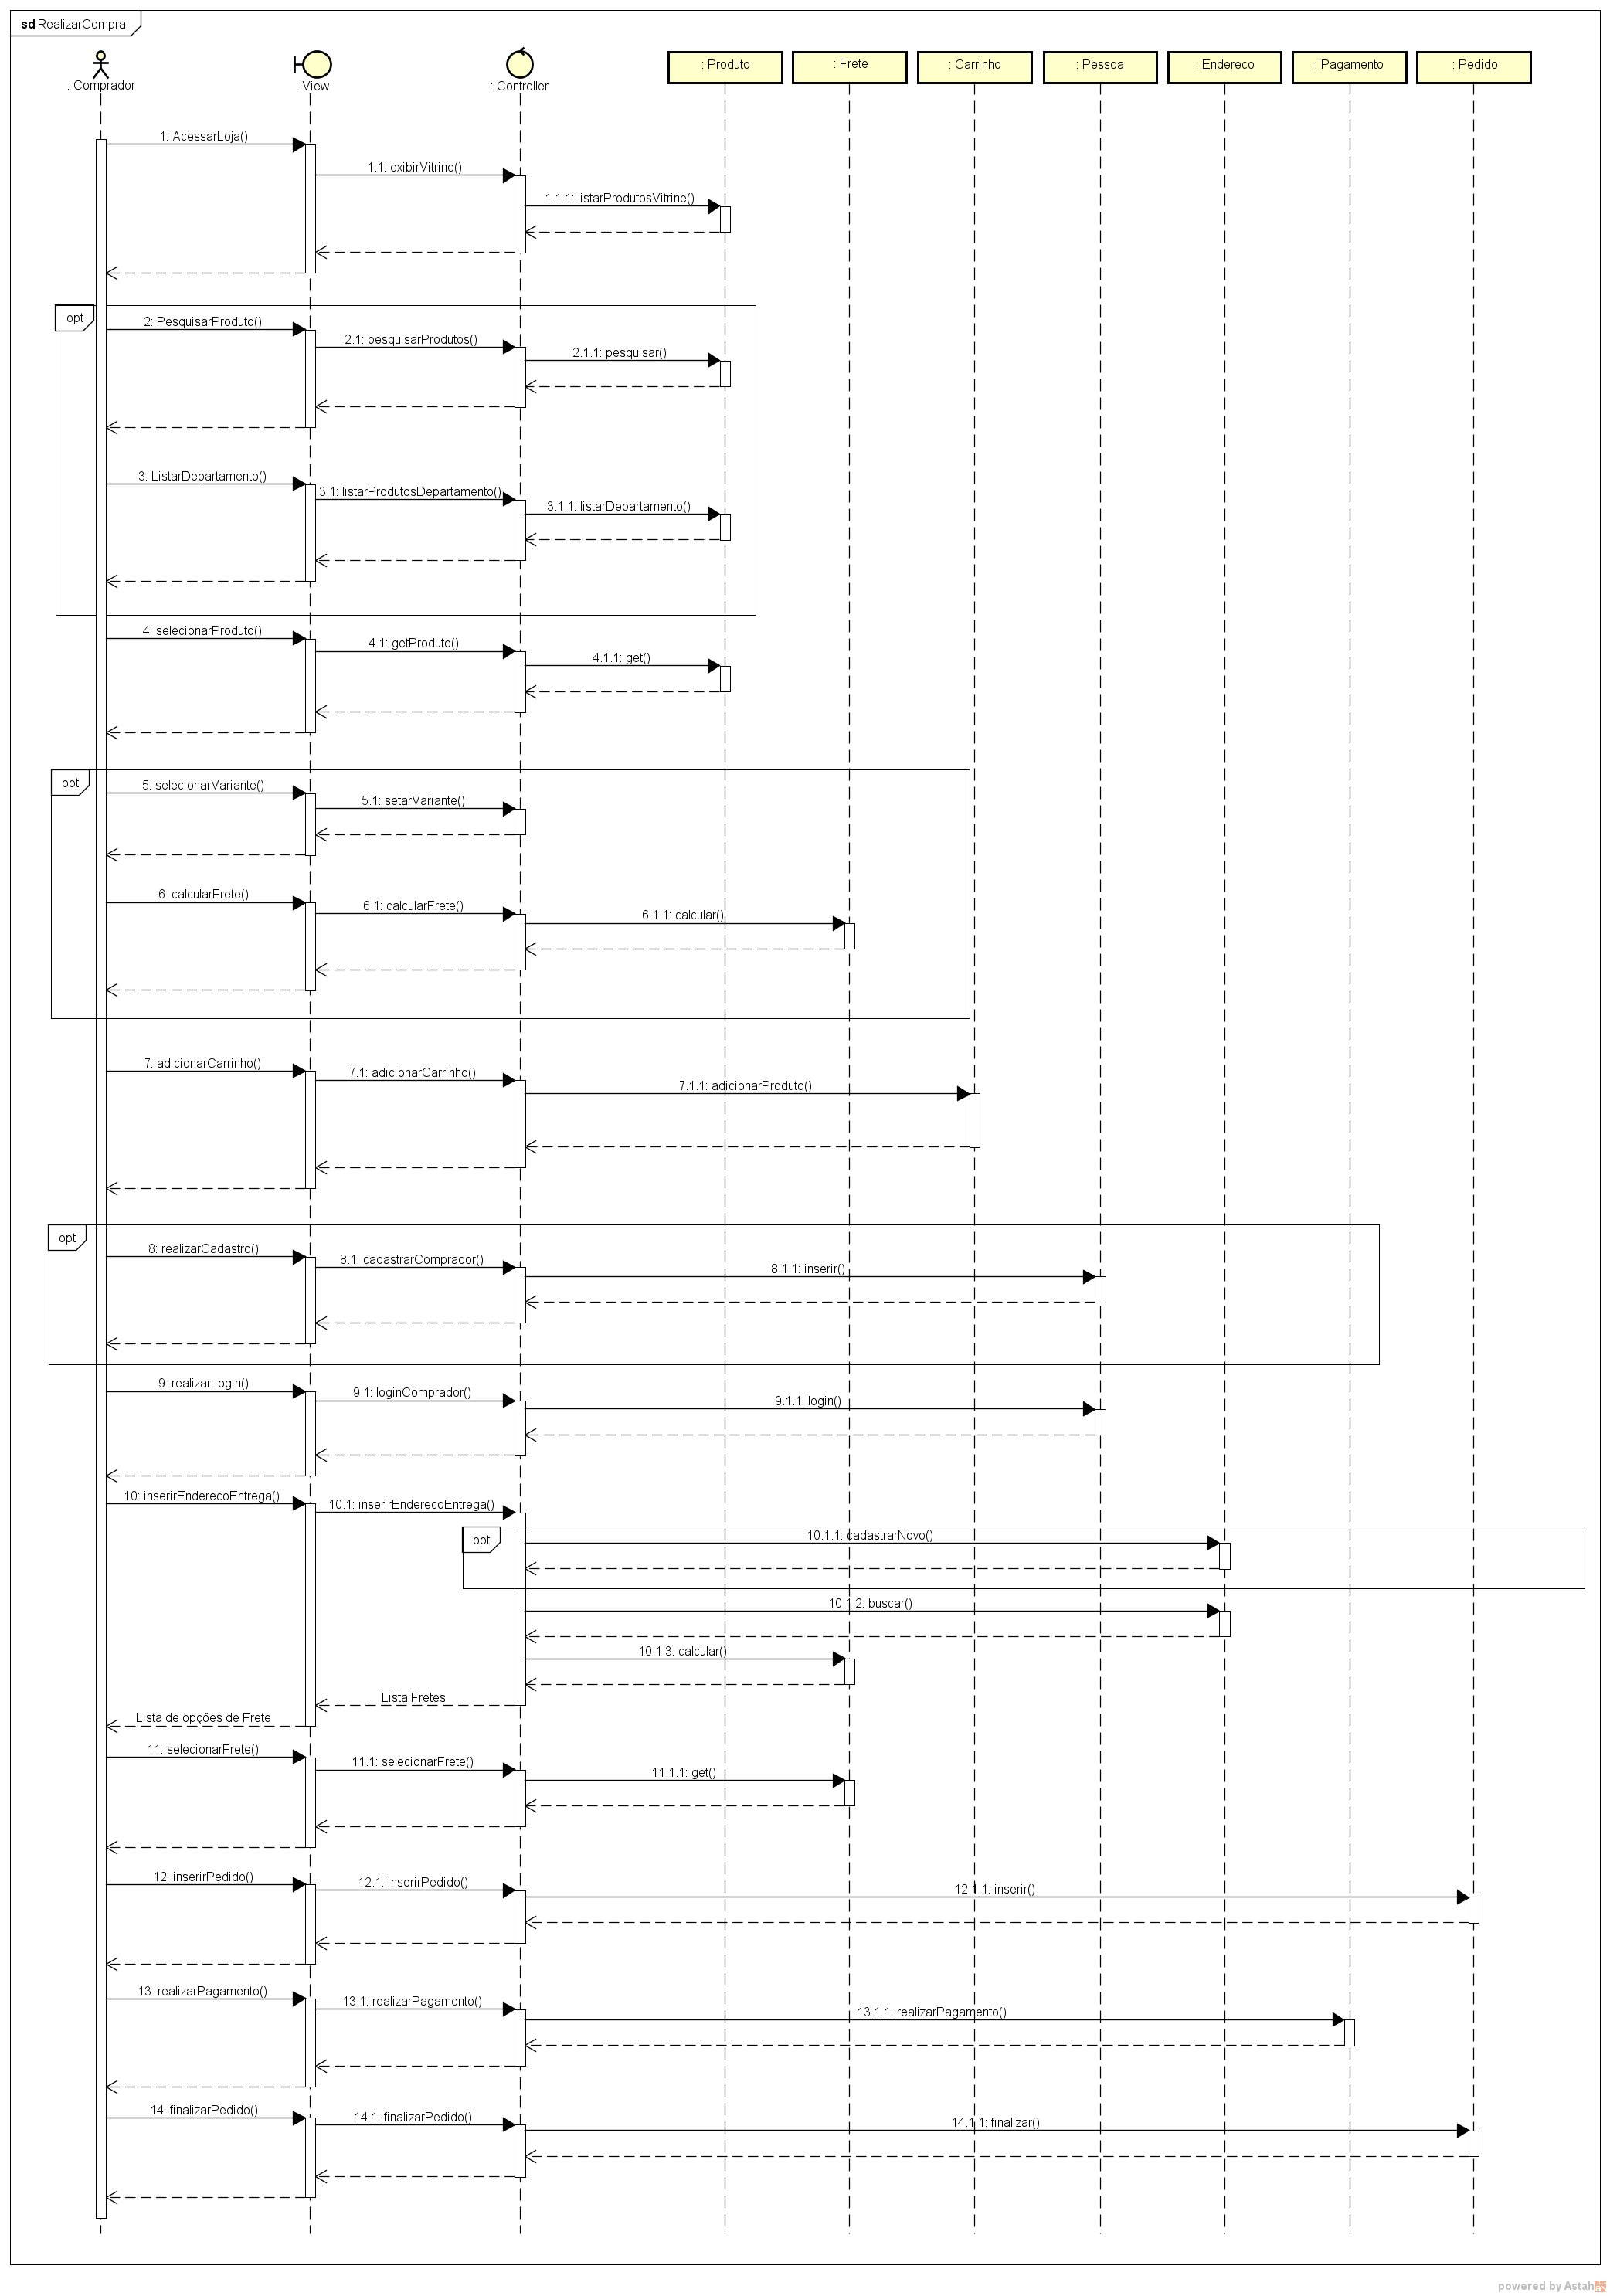 sd RealizarCompra
: Comprador
: View
: Controller
: Produto
: Frete
: Carrinho
: Pessoa
: Endereco
: Pagamento
: Pedido
1: AcessarLoja()
1.1: exibirVitrine()
1.1.1: listarProdutosVitrine()
opt
2: PesquisarProduto()
2.1: pesquisarProdutos()
2.1.1: pesquisar()
3: ListarDepartamento()
3.1: listarProdutosDepartamento()
3.1.1: listarDepartamento()
4: selecionarProduto()
4.1: getProduto()
4.1.1: get()
opt
5: selecionarVariante()
5.1: setarVariante()
6: calcularFrete()
6.1: calcularFrete()
6.1.1: calcular()
7: adicionarCarrinho()
7.1: adicionarCarrinho()
7.1.1: adicionarProduto()
opt
8: realizarCadastro()
8.1: cadastrarComprador()
8.1.1: inserir()
9: realizarLogin()
9.1: loginComprador()
9.1.1: login()
10: inserirEnderecoEntrega()
10.1: inserirEnderecoEntrega()
opt
10.1.1: cadastrarNovo()
10.1.2: buscar()
10.1.3: calcular()
Lista Fretes
Lista de opções de Frete
11: selecionarFrete()
11.1: selecionarFrete()
11.1.1: get()
12: inserirPedido()
12.1: inserirPedido()
12.1.1: inserir()
13: realizarPagamento()
13.1: realizarPagamento()
13.1.1: realizarPagamento()
14: finalizarPedido()
14.1: finalizarPedido()
14.1.1: finalizar()
powered by Astah